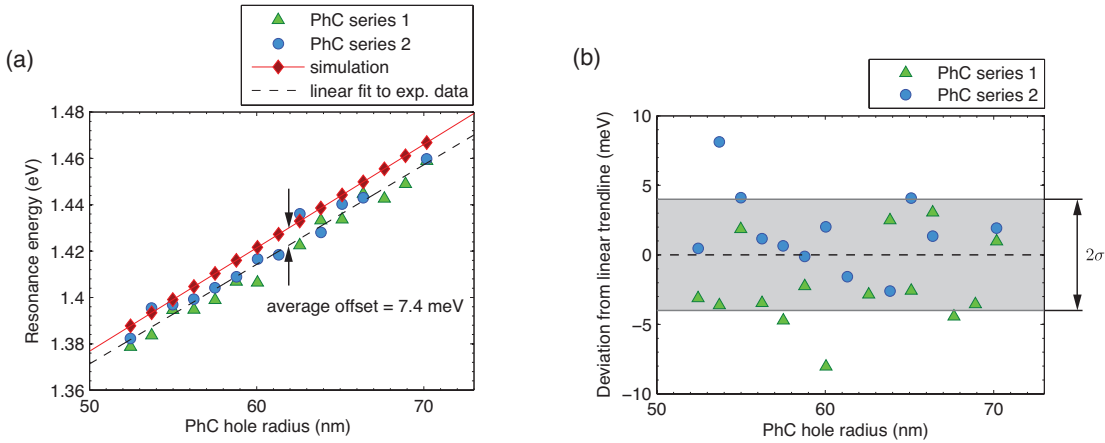 (a)
PhC series 1
PhC series 2
simulation
linear fit to exp. data
Resonance energy (eV)
1.48
1.46
1.44
1.42
1.4
1.38
1.36
average offset = 7.4 meV
50
60
70
PhC hole radius (nm)
(b)
PhC series 1
PhC series 2
Deviation from linear trendline (meV)
10
5
0
−5
−10
2σ
50
60
70
PhC hole radius (nm)